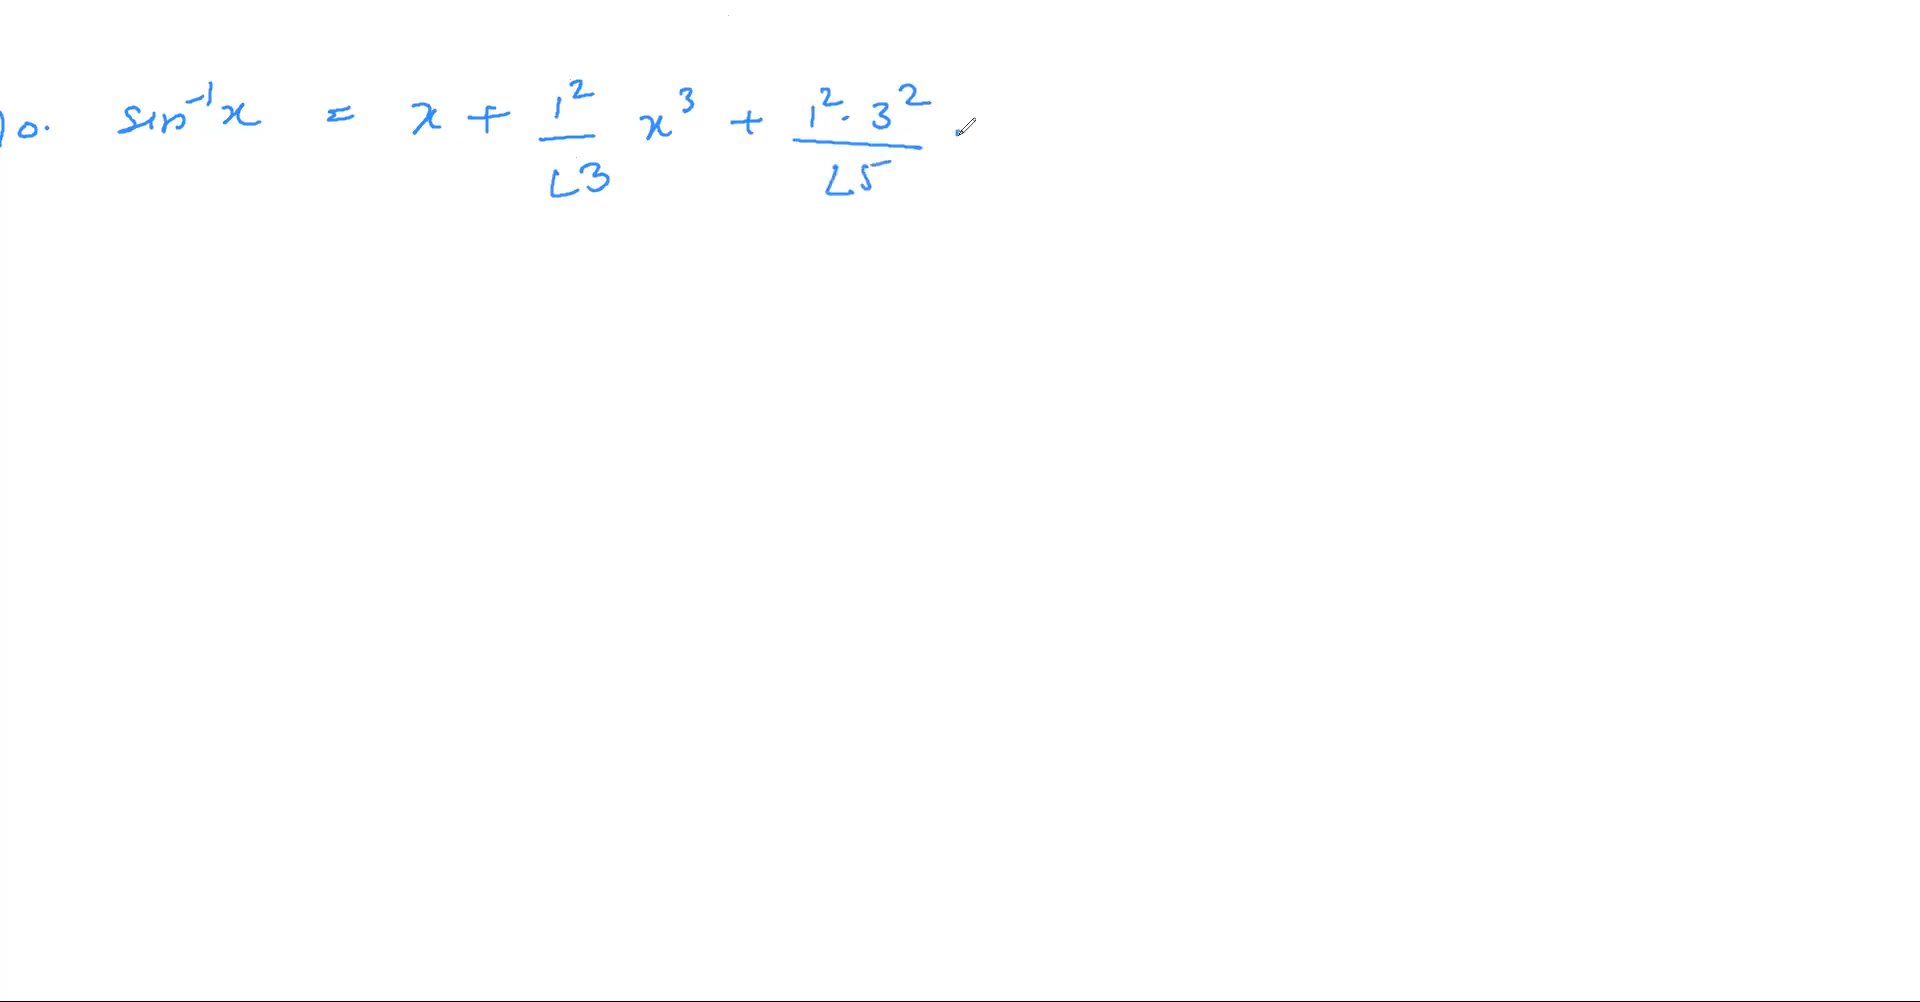 10. sin⁻¹x = x + 1²/∟3 x³ + 1²·3²/∟5